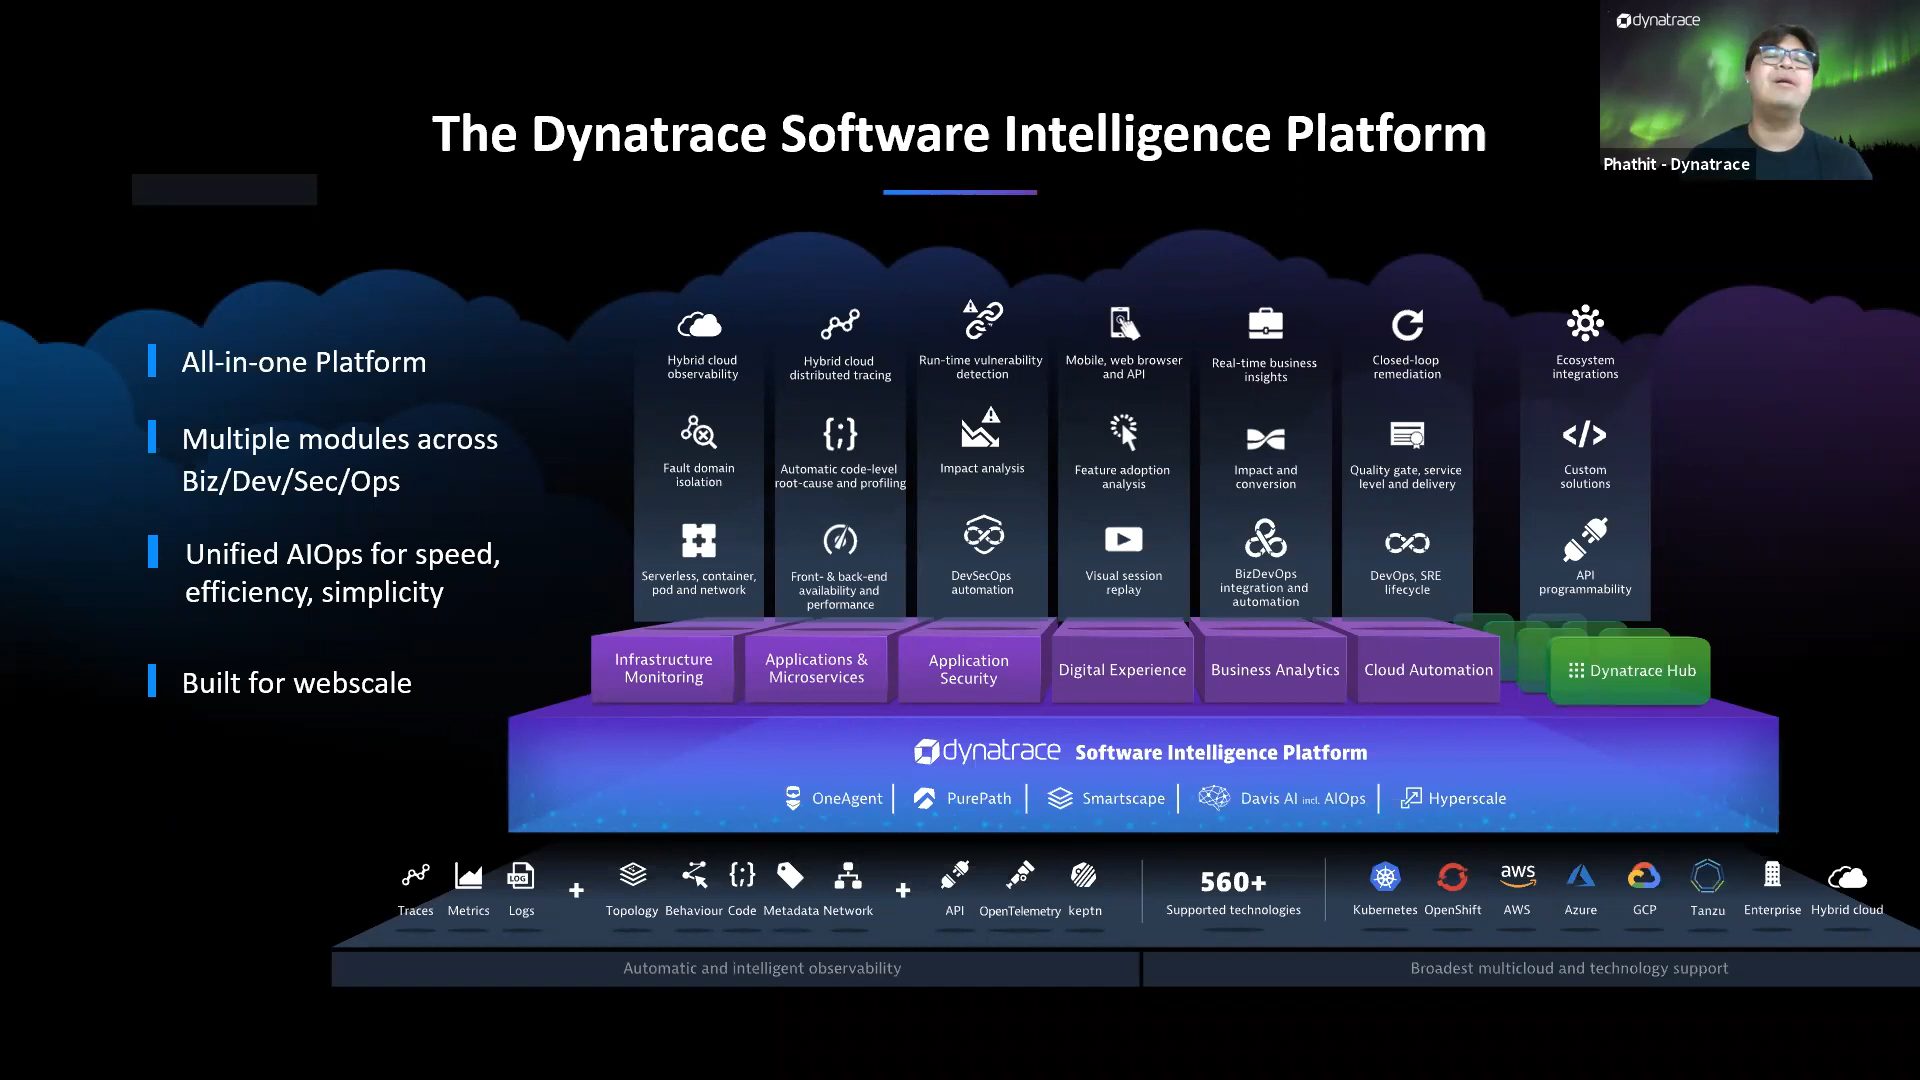 dynatrace
Phathit - Dynatrace
The Dynatrace Software Intelligence Platform
All-in-one Platform
Multiple modules across
Biz/Dev/Sec/Ops
Unified AIOps for speed,
efficiency, simplicity
Built for webscale
Hybrid cloud
observability
Fault domain
isolation
Serverless, container,
pod and network
Infrastructure
Monitoring
Hybrid cloud
distributed tracing
Automatic code-level
root-cause and profiling
Front- & back-end
availability and
performance
Applications &
Microservices
Run-time vulnerability
detection
Impact analysis
DevSecOps
automation
Application
Security
Mobile, web browser
and API
Feature adoption
analysis
Visual session
replay
Digital Experience
Real-time business
insights
Impact and
conversion
BizDevOps
integration and
automation
Business Analytics
Closed-loop
remediation
Quality gate, service
level and delivery
DevOps, SRE
lifecycle
Cloud Automation
Ecosystem
integrations
Custom
solutions
API
programmability
Dynatrace Hub
dynatrace Software Intelligence Platform
OneAgent | PurePath | Smartscape | Davis AI incl. AIOps | Hyperscale
LOG
Traces Metrics Logs + Topology Behaviour Code Metadata Network + API OpenTelemetry keptn
560+
Supported technologies
aws
Kubernetes OpenShift AWS Azure GCP Tanzu Enterprise Hybrid cloud
Automatic and intelligent observability
Broadest multicloud and technology support